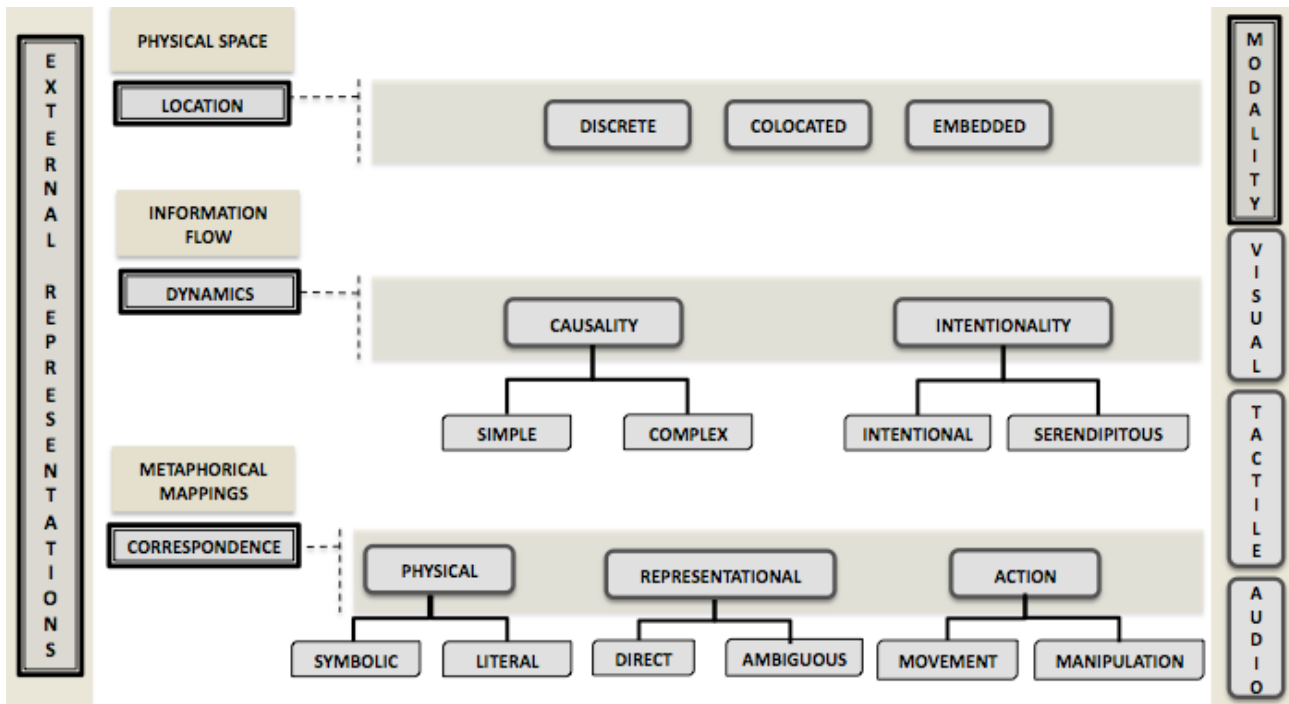 EXTERNAL REPRESENTATIONS
PHYSICAL SPACE
LOCATION
DISCRETE
COLOCATED
EMBEDDED
INFORMATION
FLOW
DYNAMICS
CAUSALITY
INTENTIONALITY
SIMPLE
COMPLEX
INTENTIONAL
SERENDIPITOUS
METAPHORICAL
MAPPINGS
CORRESPONDENCE
PHYSICAL
REPRESENTATIONAL
ACTION
SYMBOLIC
LITERAL
DIRECT
AMBIGUOUS
MOVEMENT
MANIPULATION
MODALITY
VISUAL
TACTILE
AUDIO